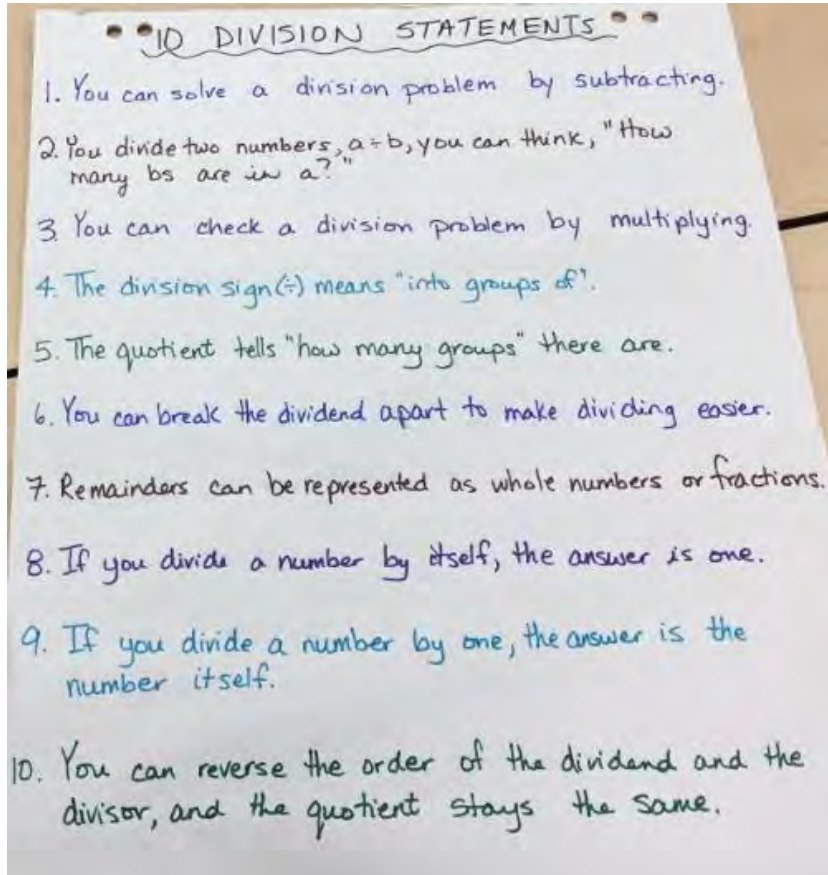 10 DIVISION STATEMENTS
1. You can solve a division problem by subtracting.
2. You divide two numbers, a÷b, you can think, "How
many bs are in a?"
3. You can check a division problem by multiplying.
4. The division sign (÷) means "into groups of".
5. The quotient tells "how many groups" there are.
6. You can break the dividend apart to make dividing easier.
7. Remainders can be represented as whole numbers or fractions.
8. If you divide a number by itself, the answer is one.
9. If you divide a number by one, the answer is the
number itself.
10. You can reverse the order of the dividend and the
divisor, and the quotient stays the same.